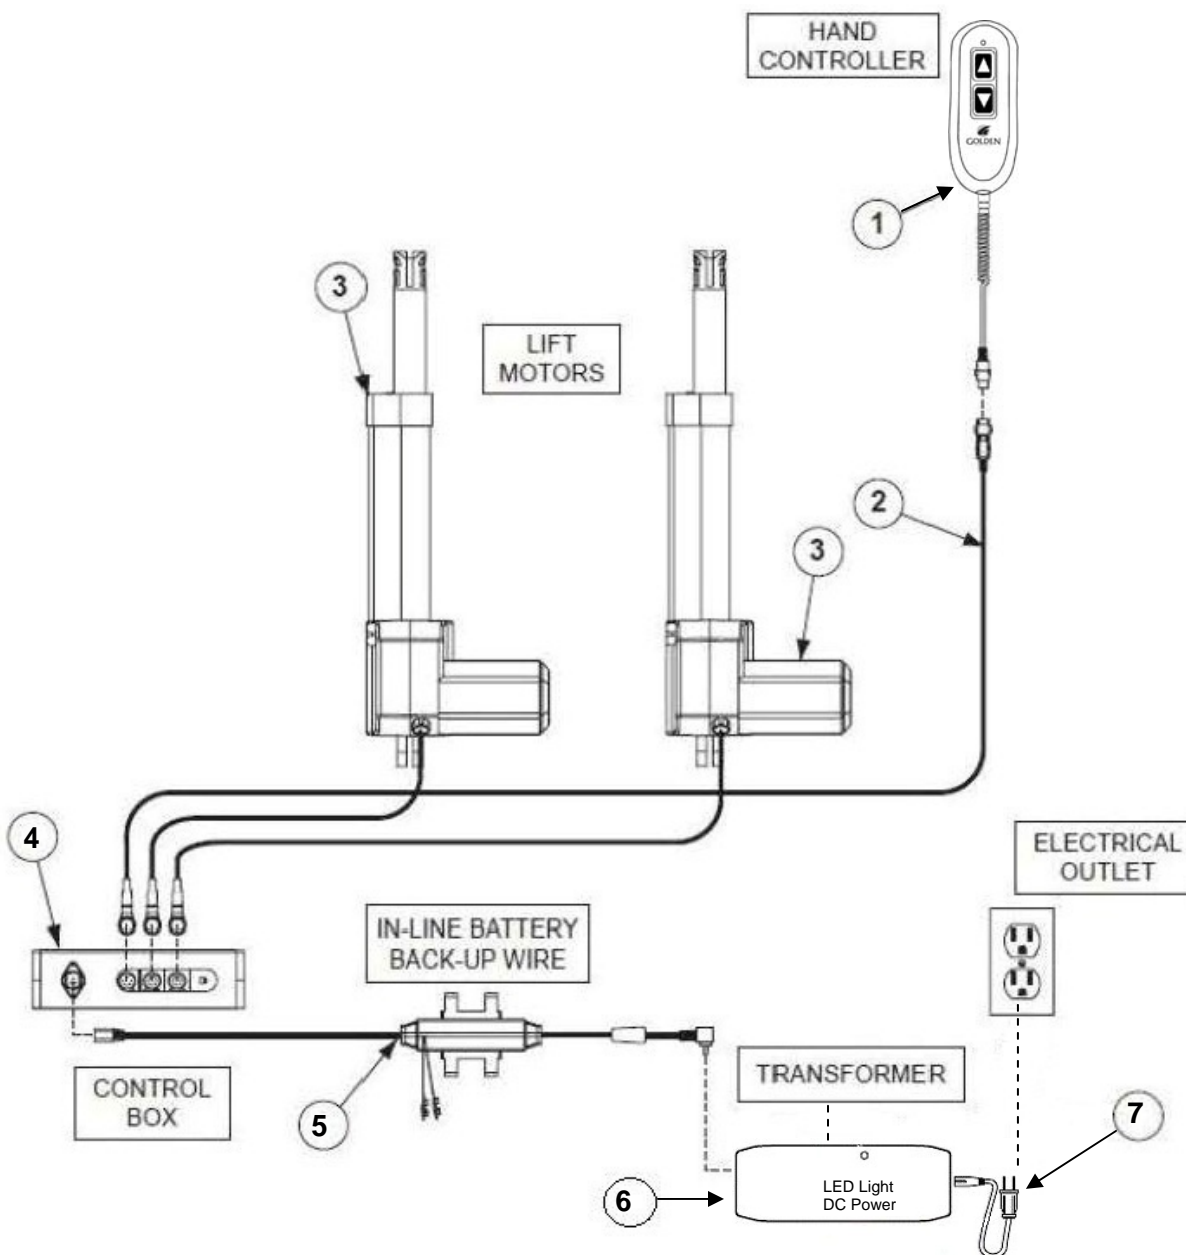 HAND
CONTROLLER
GOLDEN
1
3
LIFT
MOTORS
2
3
4
ELECTRICAL
OUTLET
IN-LINE BATTERY
BACK-UP WIRE
CONTROL
BOX
5
TRANSFORMER
7
6
LED Light
DC Power